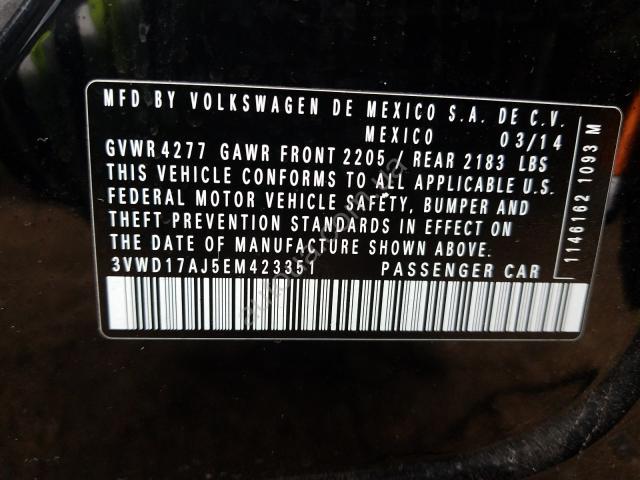 MFD BY VOLKSWAGEN DE MEXICO S.A. DE C.V.
MEXICO 03/14
GVWR 4277 GAWR FRONT 2205 / REAR 2183 LBS
THIS VEHICLE CONFORMS TO ALL APPLICABLE U.S.
FEDERAL MOTOR VEHICLE SAFETY, BUMPER AND
THEFT PREVENTION STANDARDS IN EFFECT ON
THE DATE OF MANUFACTURE SHOWN ABOVE.
3VWD17AJ5EM423351 PASSENGER CAR
1146162 1093 M